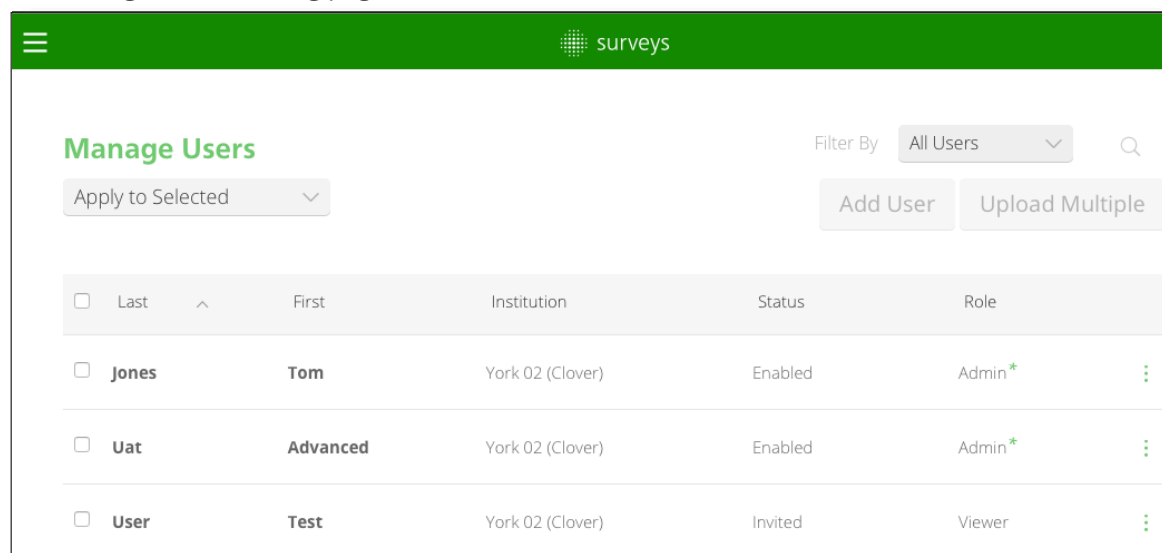 surveys
Manage Users
Filter By All Users
Apply to Selected
Add User Upload Multiple
Last First Institution Status Role
Jones Tom York 02 (Clover) Enabled Admin*
Uat Advanced York 02 (Clover) Enabled Admin*
User Test York 02 (Clover) Invited Viewer